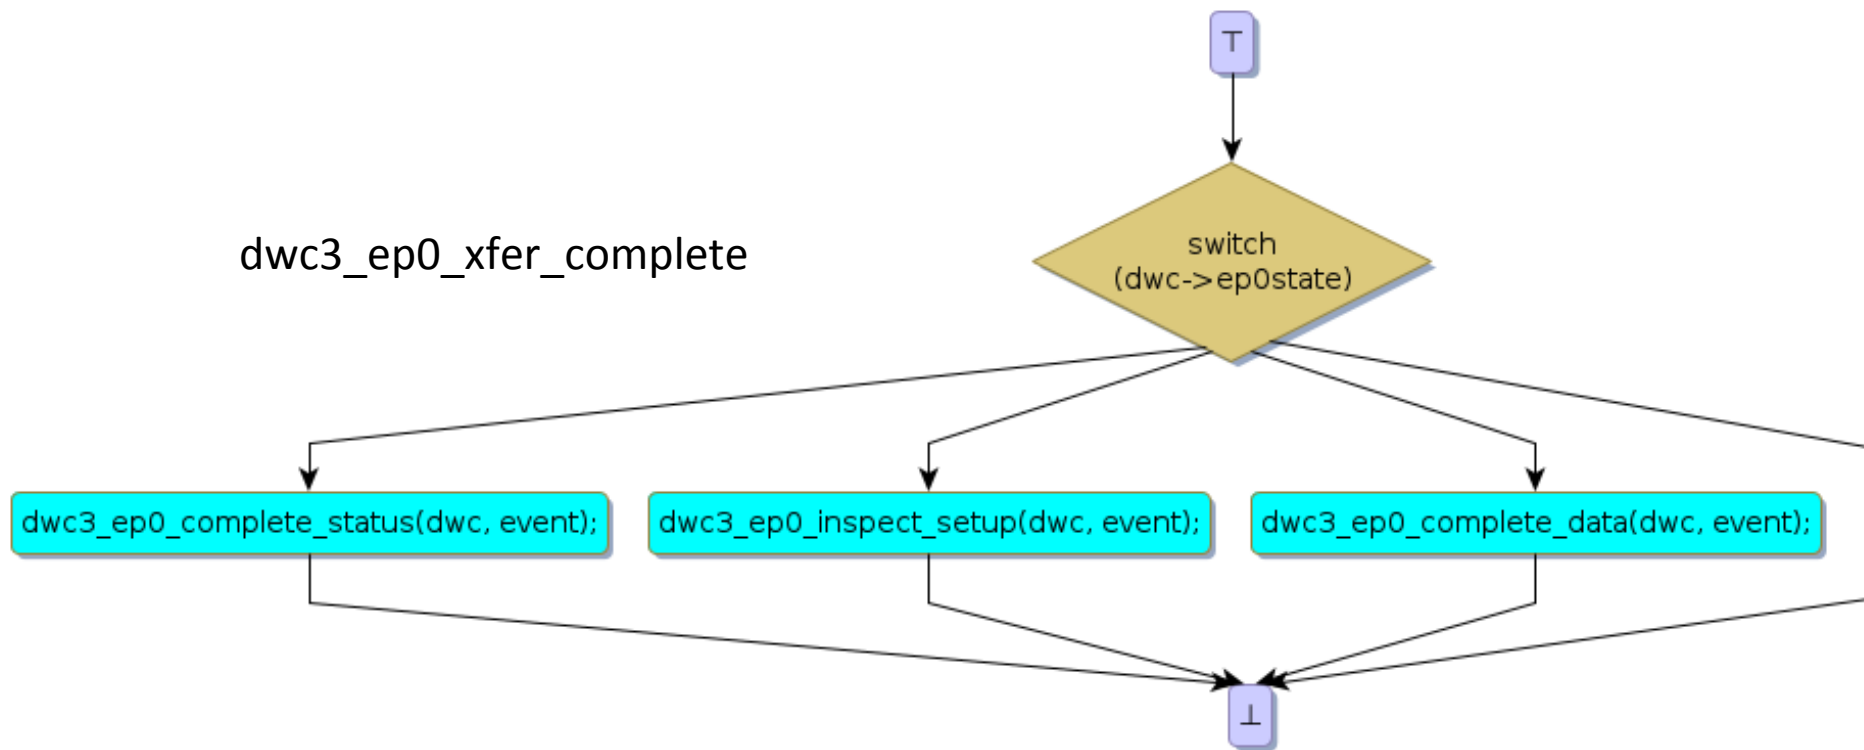 ⊤
dwc3_ep0_xfer_complete
switch
(dwc->ep0state)
dwc3_ep0_complete_status(dwc, event);
dwc3_ep0_inspect_setup(dwc, event);
dwc3_ep0_complete_data(dwc, event);
⊥